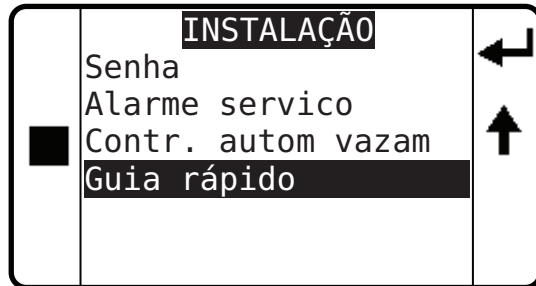 INSTALAÇÃO
Senha
Alarme servico
Contr. autom vazam
Guia rápido